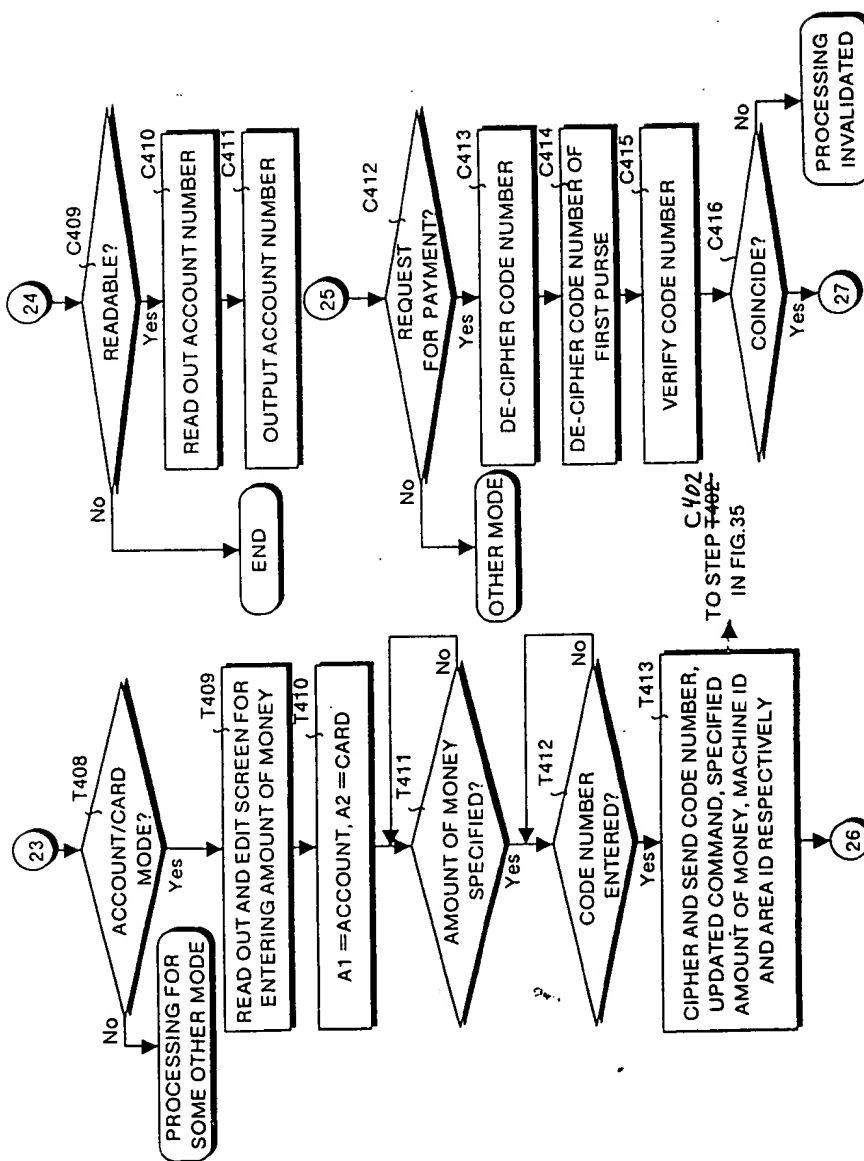 23
T408
ACCOUNT/CARD
MODE?
No
Yes
PROCESSING FOR
SOME OTHER MODE
T409
READ OUT AND EDIT SCREEN FOR
ENTERING AMOUNT OF MONEY
T410
A1 = ACCOUNT, A2 = CARD
T411
AMOUNT OF MONEY
SPECIFIED?
No
Yes
T412
CODE NUMBER
ENTERED?
No
Yes
T413
CIPHER AND SEND CODE NUMBER,
UPDATED COMMAND, SPECIFIED
AMOUNT OF MONEY, MACHINE ID
AND AREA ID RESPECTIVELY
26
C402
TO STEP T402
IN FIG.35
24
C409
READABLE?
No
Yes
END
C410
READ OUT ACCOUNT NUMBER
C411
OUTPUT ACCOUNT NUMBER
25
C412
REQUEST
FOR PAYMENT?
No
Yes
OTHER MODE
C413
DE-CIPHER CODE NUMBER
C414
DE-CIPHER CODE NUMBER OF
FIRST PURSE
C415
VERIFY CODE NUMBER
C416
COINCIDE?
No
Yes
PROCESSING
INVALIDATED
27